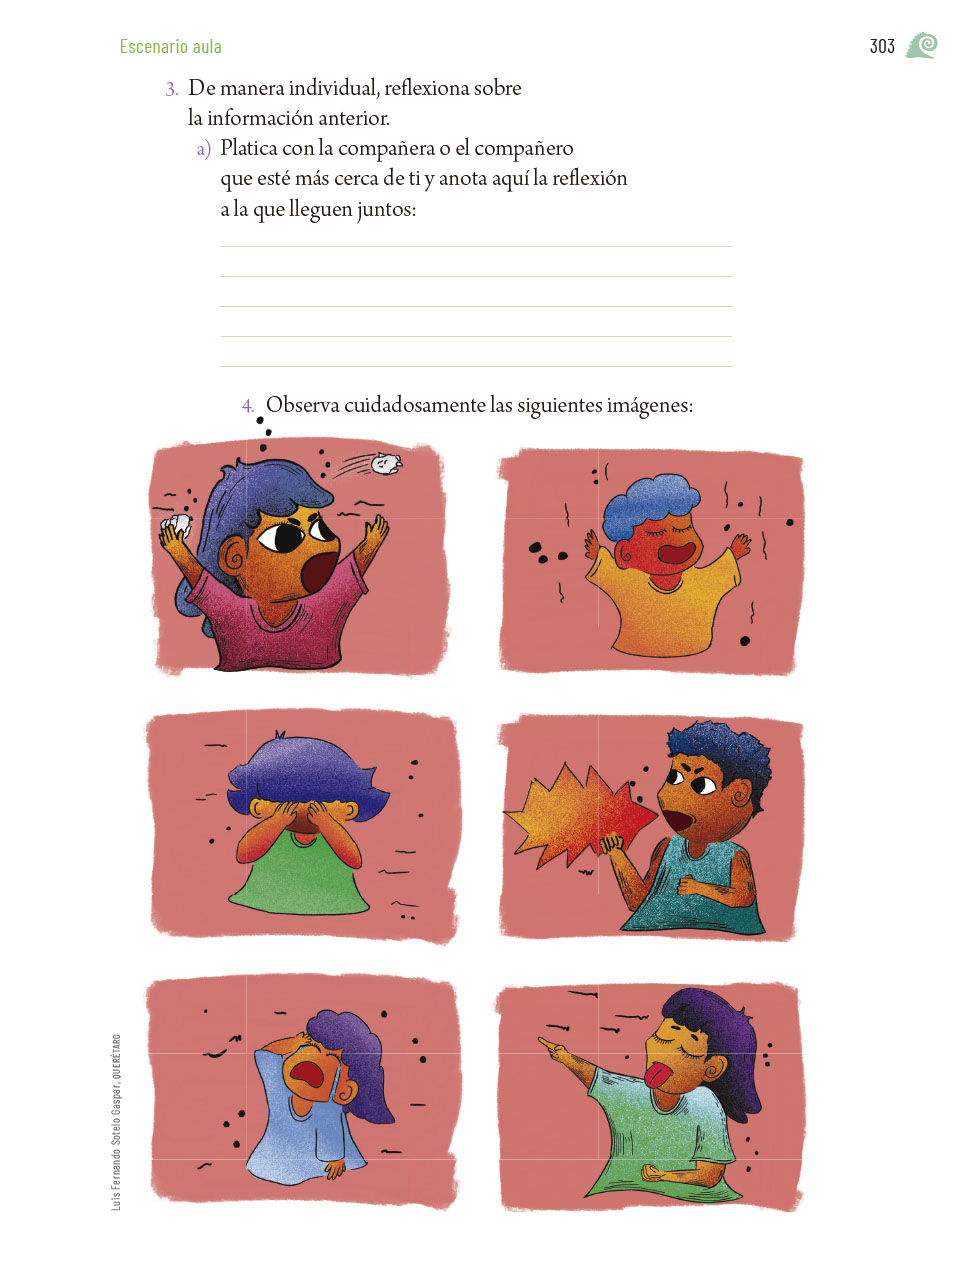 Escenario aula
303
3. De manera individual, reflexiona sobre
la información anterior.
a) Platica con la compañera o el compañero
que esté más cerca de ti y anota aquí la reflexión
a la que lleguen juntos:
4. Observa cuidadosamente las siguientes imágenes:
Luis Fernando Sotelo Gaspar, QUERÉTARO